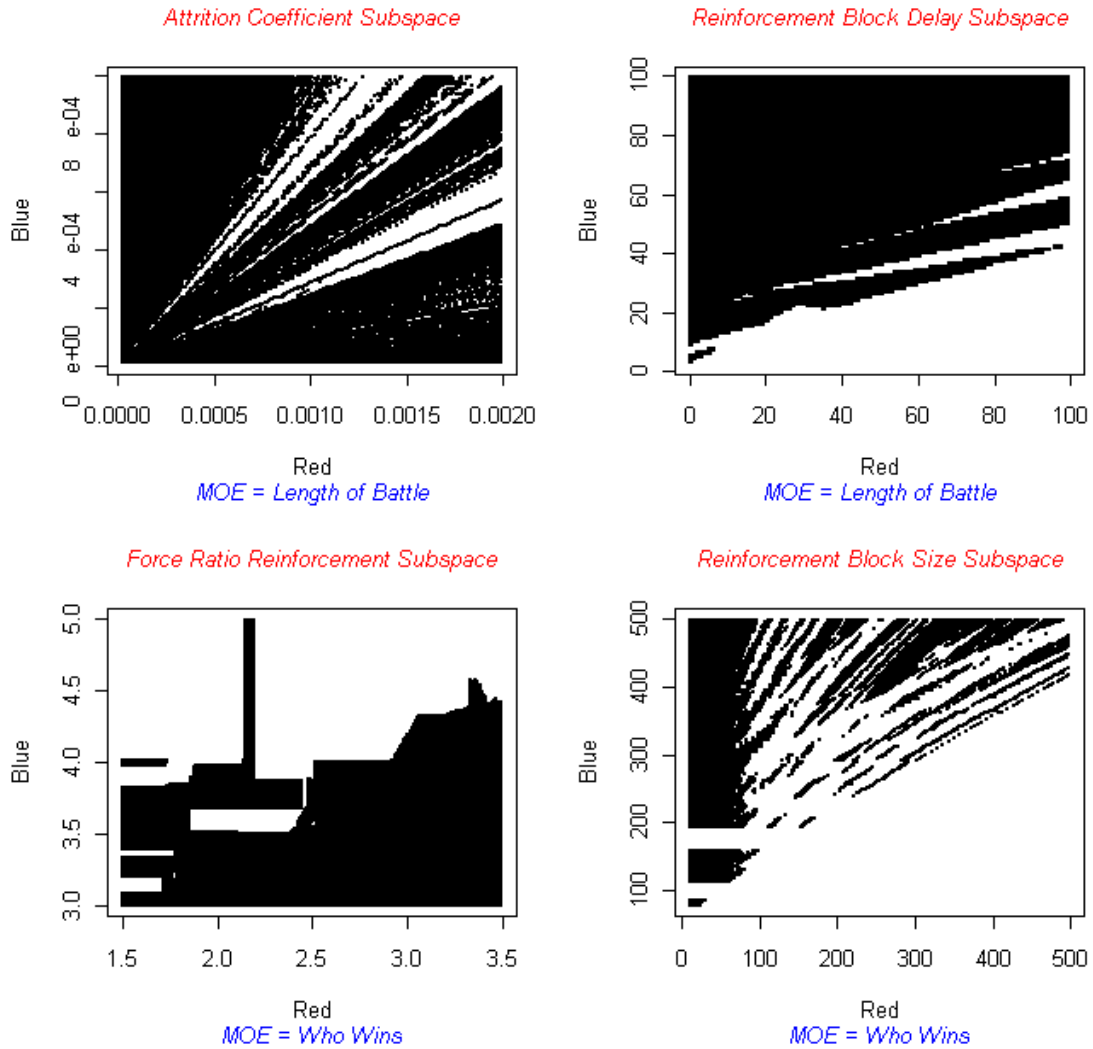 Attrition Coefficient Subspace
Blue
0 e+00 4 e-04 8 e-04
0.0000 0.0005 0.0010 0.0015 0.0020
Red
MOE = Length of Battle
Reinforcement Block Delay Subspace
Blue
0 20 40 60 80 100
0 20 40 60 80 100
Red
MOE = Length of Battle
Force Ratio Reinforcement Subspace
Blue
3.0 3.5 4.0 4.5 5.0
1.5 2.0 2.5 3.0 3.5
Red
MOE = Who Wins
Reinforcement Block Size Subspace
Blue
100 200 300 400 500
0 100 200 300 400 500
Red
MOE = Who Wins